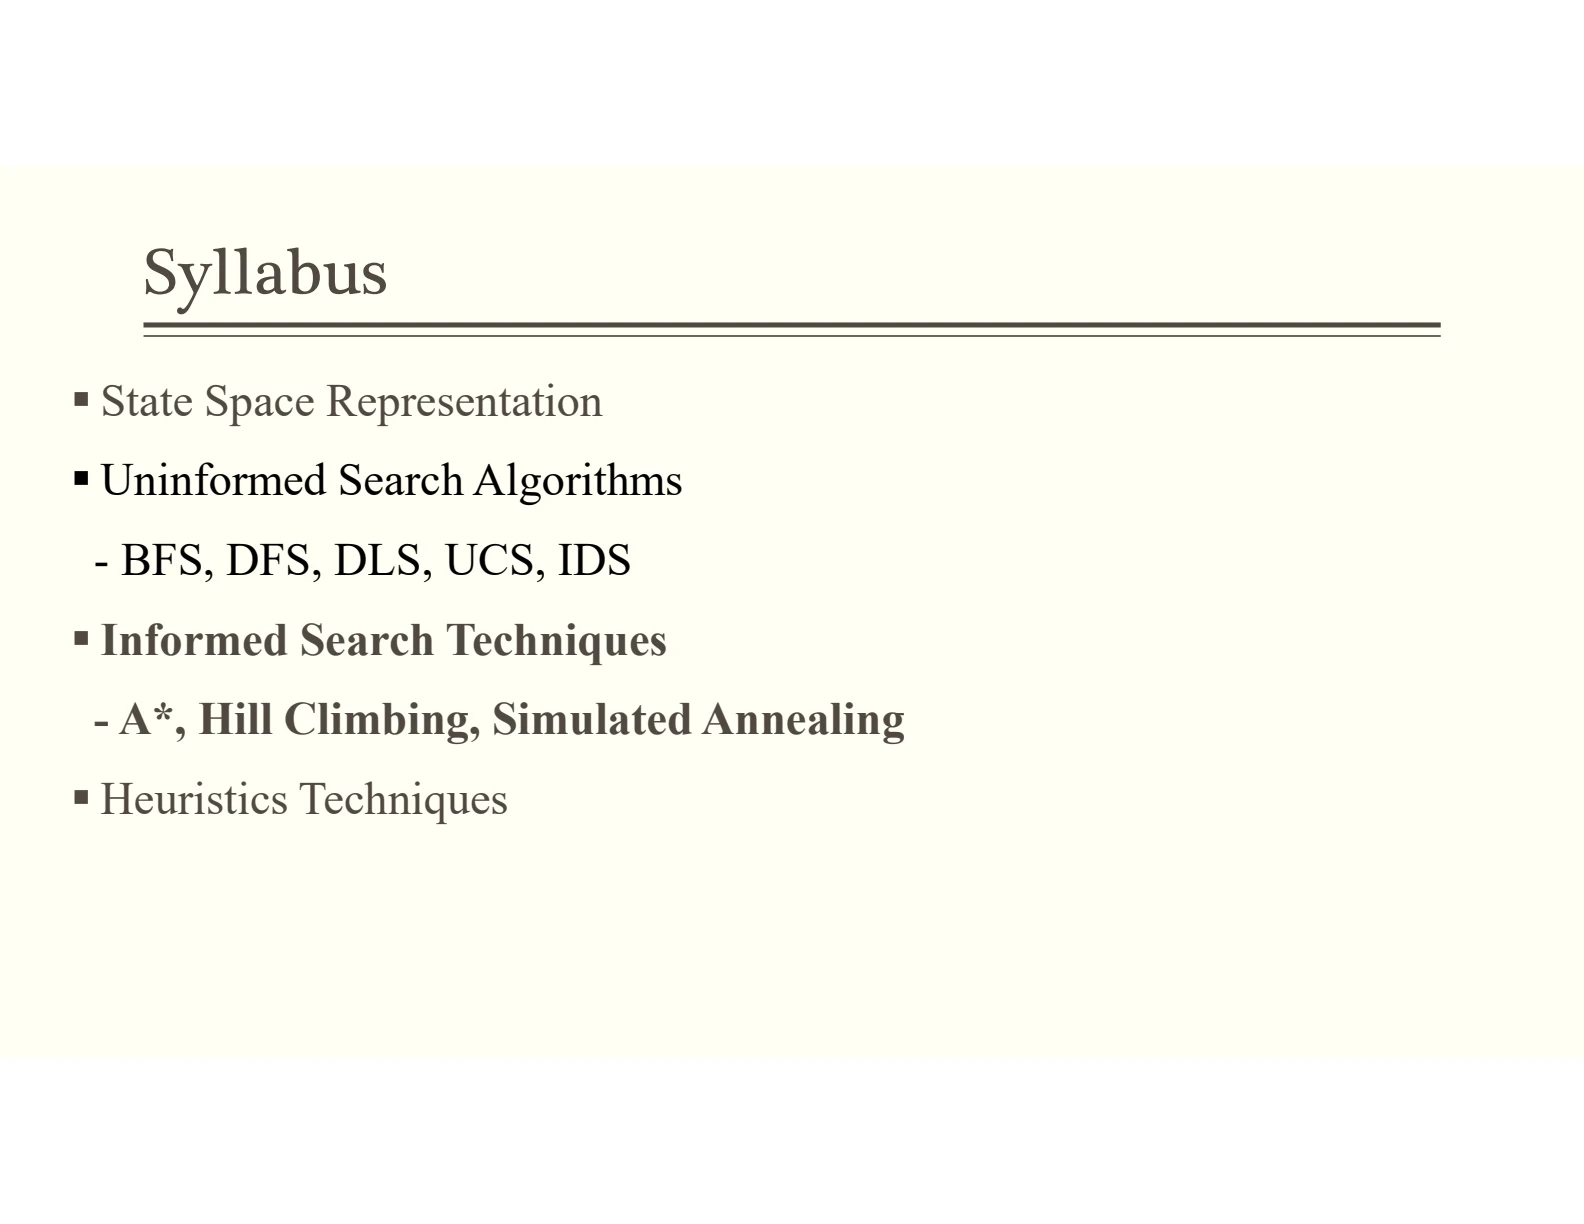 Syllabus
▪ State Space Representation
▪ Uninformed Search Algorithms
- BFS, DFS, DLS, UCS, IDS
▪ Informed Search Techniques
- A*, Hill Climbing, Simulated Annealing
▪ Heuristics Techniques